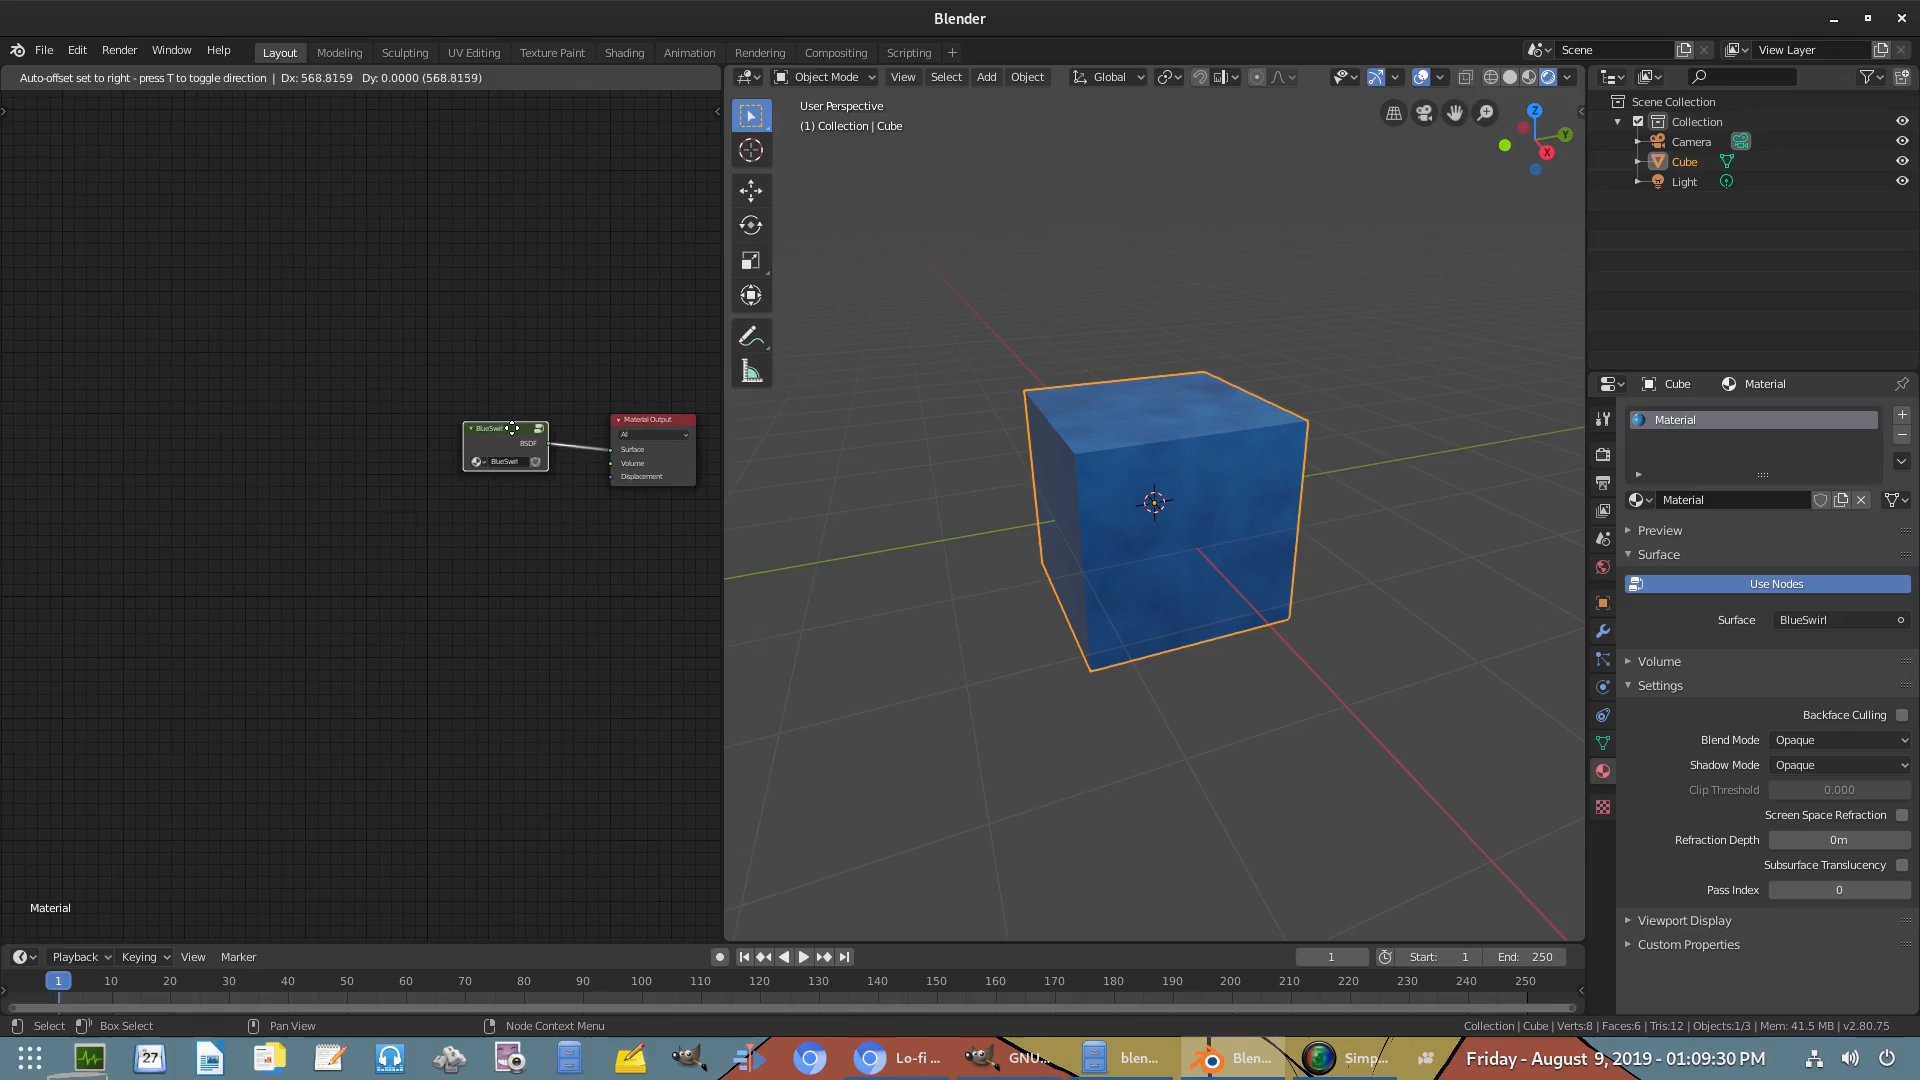 Blender
File Edit Render Window Help
Layout Modeling Sculpting UV Editing Texture Paint Shading Animation Rendering Compositing Scripting +
Scene
View Layer
Auto-offset set to right - press T to toggle direction | Dx: 568.8159 Dy: 0.0000 (568.8159)
Object Mode View Select Add Object Global
User Perspective
(1) Collection | Cube
Z
Y
X
Scene Collection
Collection
Camera
Cube
Light
BlueSwirl
BSDF
BlueSwirl
Material Output
All
Surface
Volume
Displacement
Material
Cube Material
Material
Material
Preview
Surface
Use Nodes
Surface BlueSwirl
Volume
Settings
Backface Culling
Blend Mode Opaque
Shadow Mode Opaque
Clip Threshold 0.000
Screen Space Refraction
Refraction Depth 0m
Subsurface Translucency
Pass Index 0
Viewport Display
Custom Properties
Playback Keying View Marker
1 Start: 1 End: 250
1 10 20 30 40 50 60 70 80 90 100 110 120 130 140 150 160 170 180 190 200 210 220 230 240 250
Select Box Select Pan View Node Context Menu
Collection | Cube | Verts:8 | Faces:6 | Tris:12 | Objects:1/3 | Mem: 41.5 MB | v2.80.75
27
Lo-fi ...
GNU...
blen...
Blen...
Simp...
Friday - August 9, 2019 - 01:09:30 PM